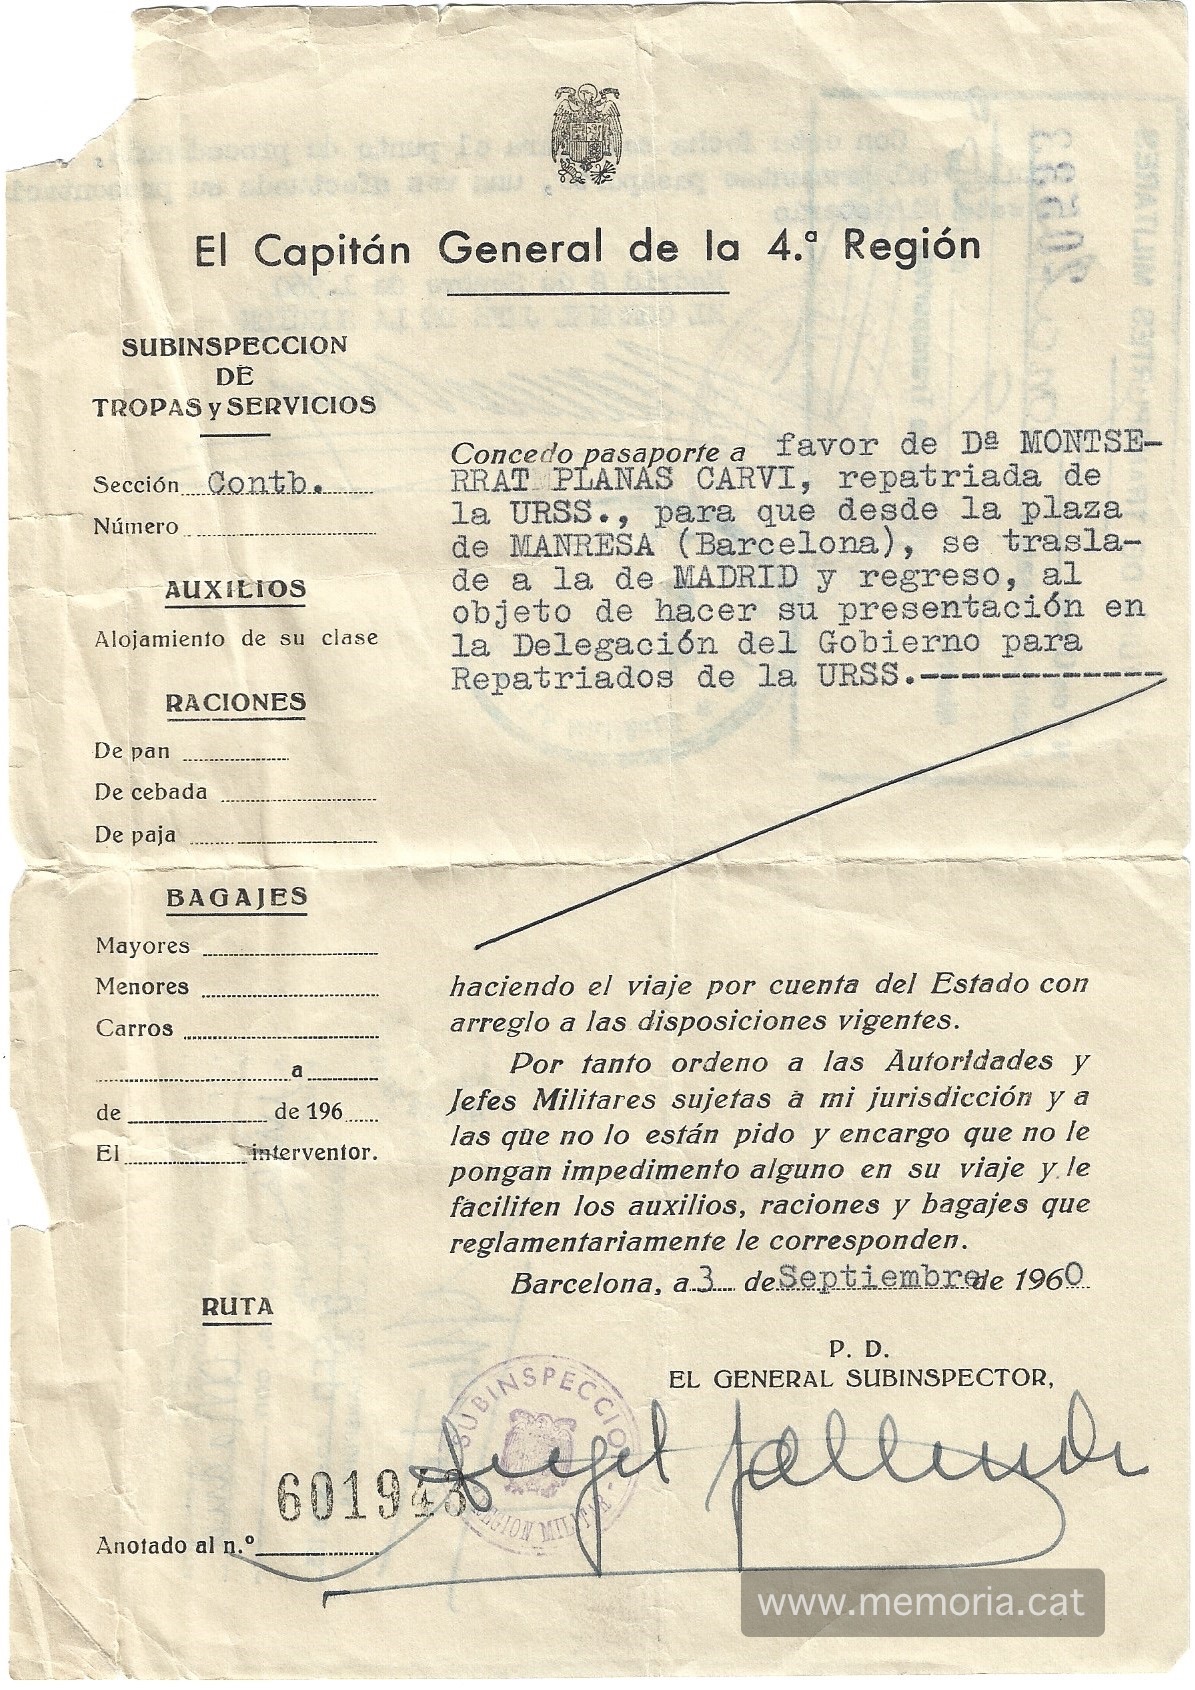 El Capitán General de la 4.ª Región
SUBINSPECCION
DE
TROPAS y SERVICIOS
Sección Contb.
Número
AUXILIOS
Alojamiento de su clase
RACIONES
De pan
De cebada
De paja
BAGAJES
Mayores
Menores
Carros
a
de de 196
El interventor.
RUTA
601943
Anotado al n.º
Concedo pasaporte a favor de Dª MONTSE-
RRAT PLANAS CARVI, repatriada de
la URSS., para que desde la plaza
de MANRESA (Barcelona), se trasla-
de a la de MADRID y regreso, al
objeto de hacer su presentación en
la Delegación del Gobierno para
Repatriados de la URSS.-------------
haciendo el viaje por cuenta del Estado con
arreglo a las disposiciones vigentes.
Por tanto ordeno a las Autoridades y
Jefes Militares sujetas à mi jurisdicción y a
las que no lo están pido y encargo que no le
pongan impedimento alguno en su viaje y le
faciliten los auxilios, raciones y bagajes que
reglamentariamente le corresponden.
Barcelona, a 3 de Septiembre de 1960
P. D.
EL GENERAL SUBINSPECTOR,
SUBINSPECCION
REGION MILITAR
www.memoria.cat